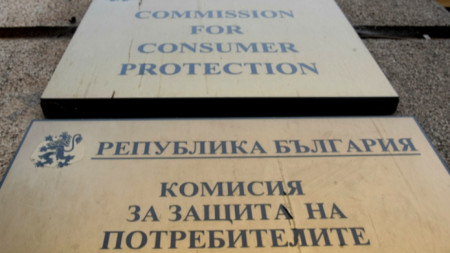 COMMISSION
FOR
CONSUMER
PROTECTION
РЕПУБЛИКА БЪЛГАРИЯ
КОМИСИЯ
ЗА ЗАЩИТА НА
ПОТРЕБИТЕЛИТЕ